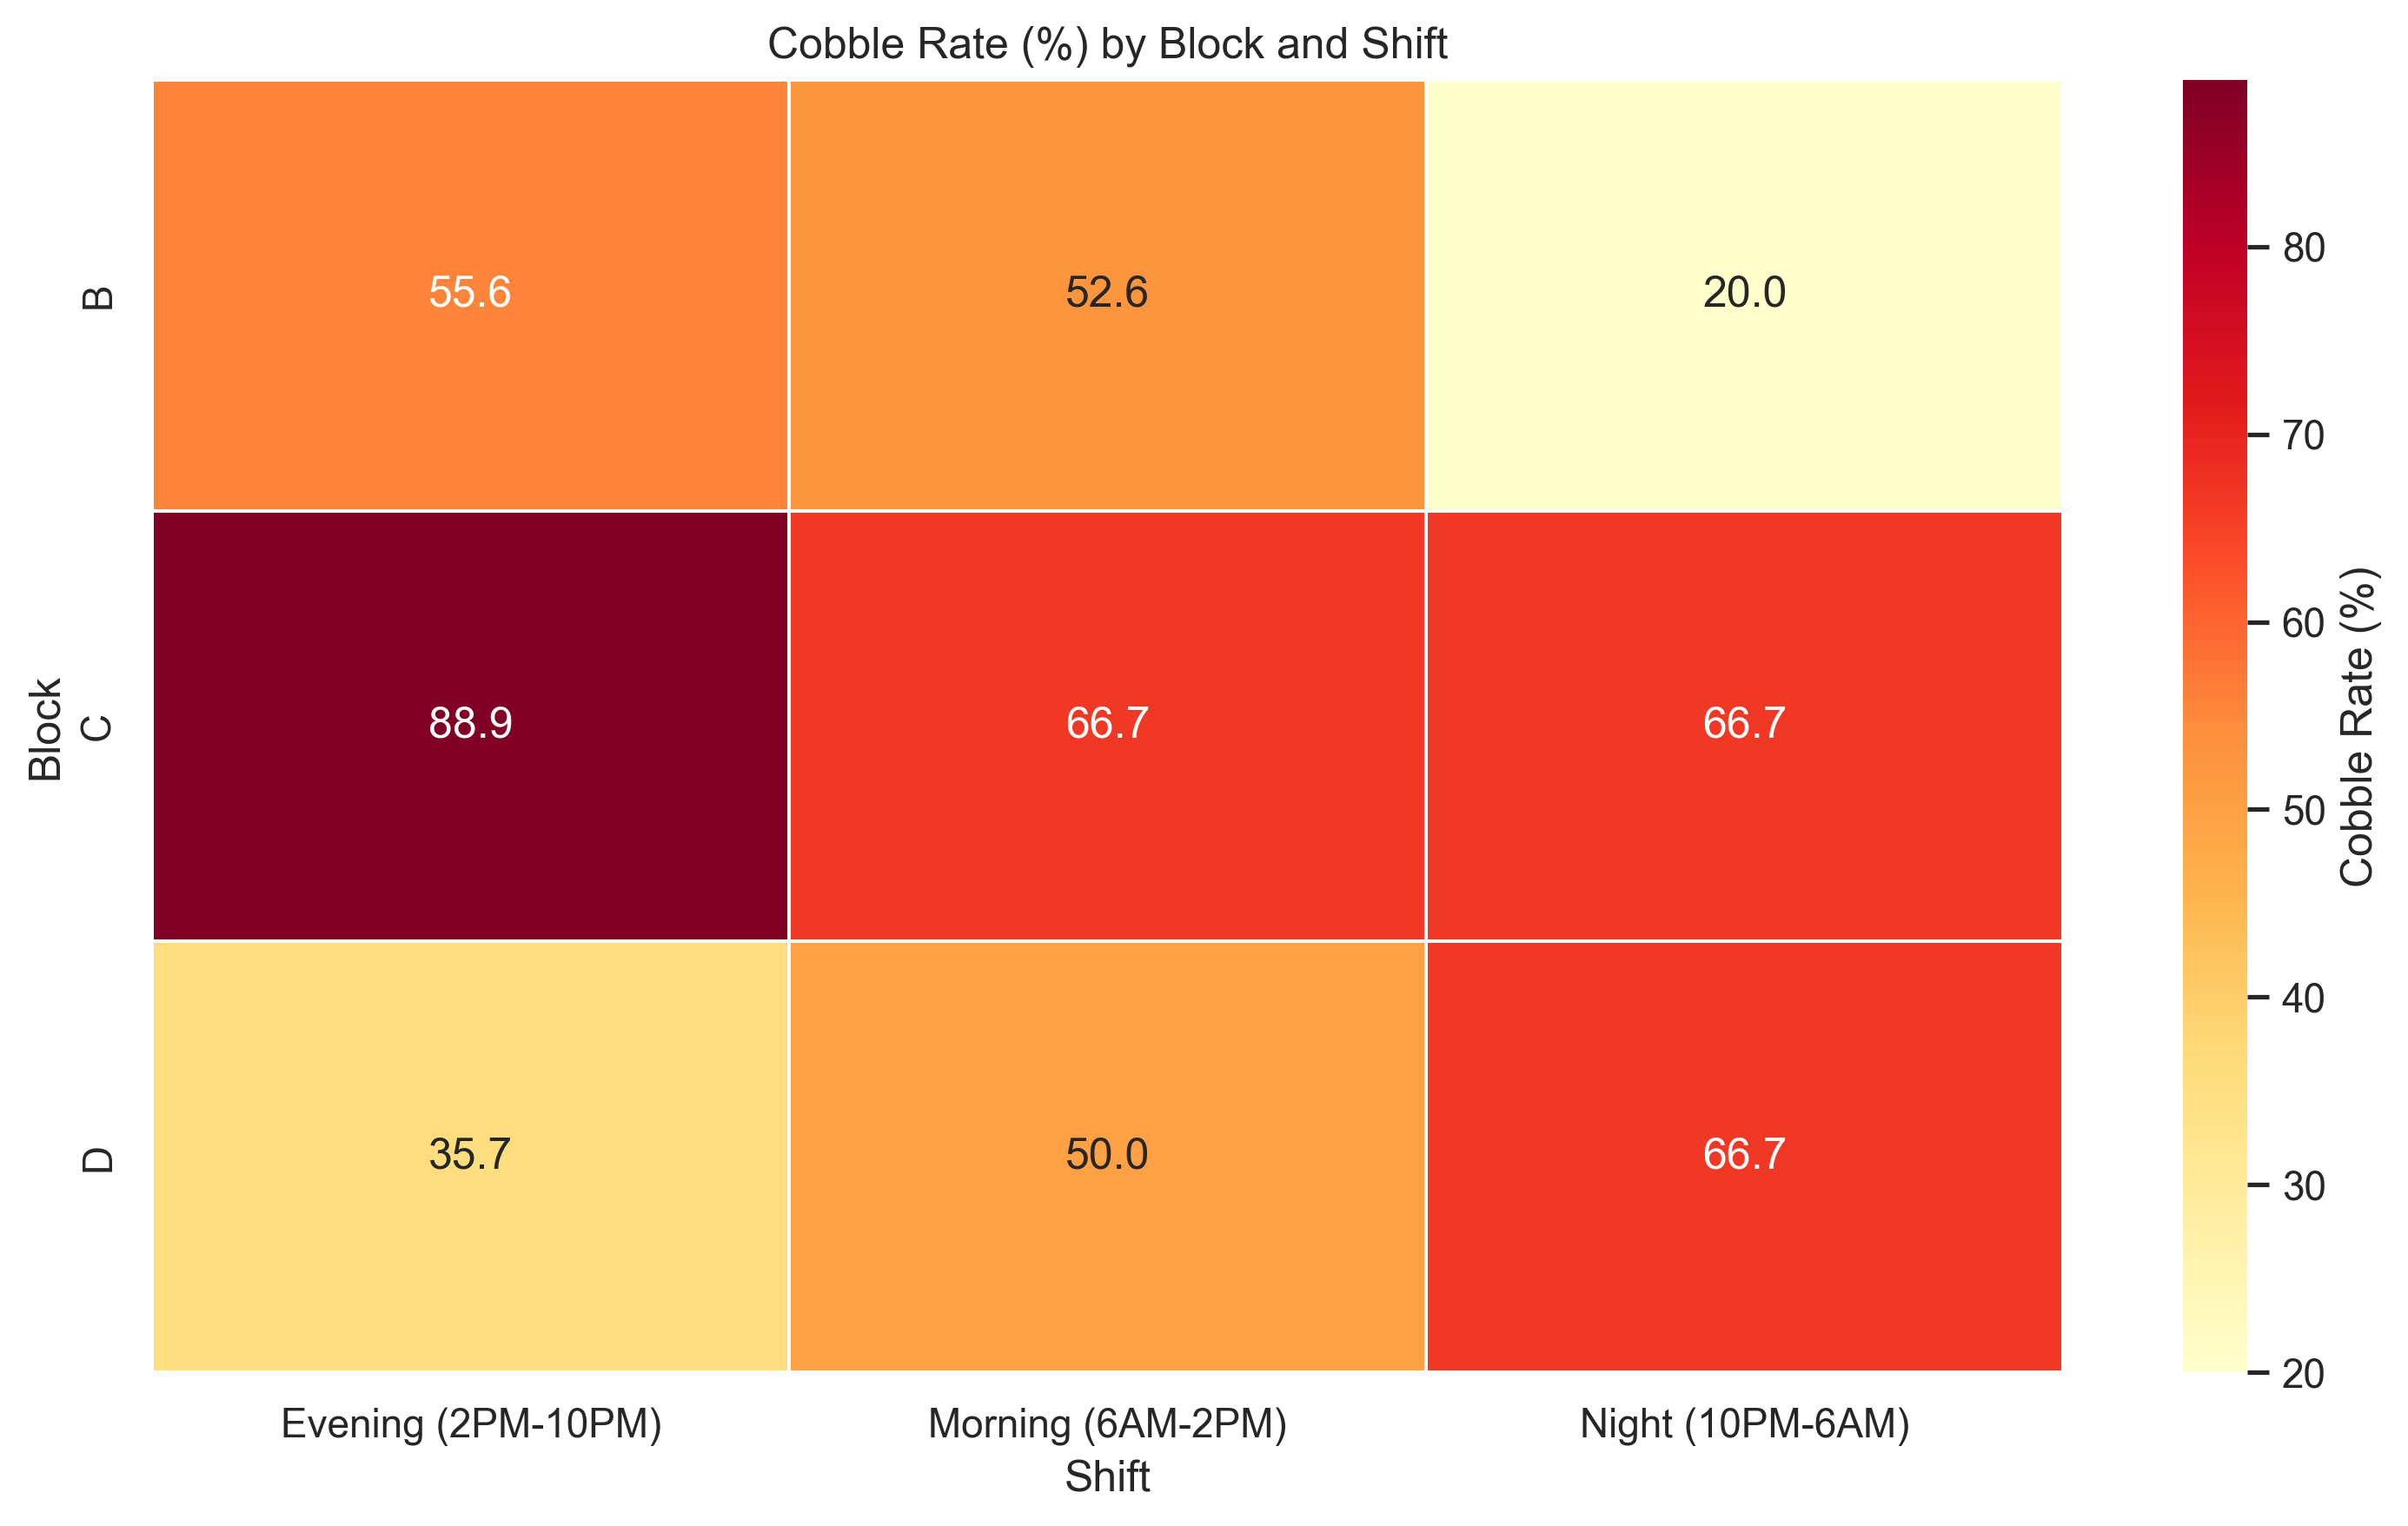 Cobble Rate (%) by Block and Shift
B
55.6
52.6
20.0
Block
C
88.9
66.7
66.7
D
35.7
50.0
66.7
Evening (2PM-10PM)
Morning (6AM-2PM)
Night (10PM-6AM)
Shift
80
70
60
50
40
30
20
Cobble Rate (%)